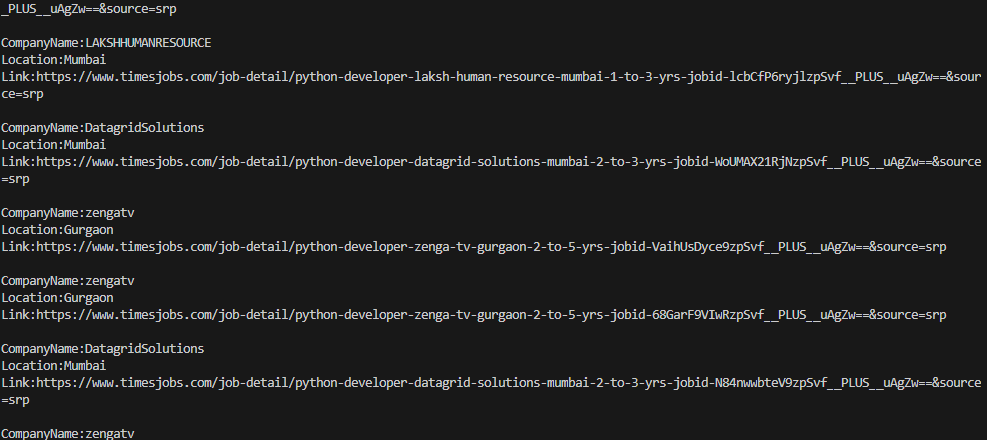 _PLUS__uAgZw==&source=srp
CompanyName:LAKSHHUMANRESOURCE
Location:Mumbai
Link:https://www.timesjobs.com/job-detail/python-developer-laksh-human-resource-mumbai-1-to-3-yrs-jobid-lcbCfP6ryjlzpSvf__PLUS__uAgZw==&sour
ce=srp
CompanyName:DatagridSolutions
Location:Mumbai
Link:https://www.timesjobs.com/job-detail/python-developer-datagrid-solutions-mumbai-2-to-3-yrs-jobid-WoUMAX21RjNzpSvf__PLUS__uAgZw==&source
=srp
CompanyName:zengatv
Location:Gurgaon
Link:https://www.timesjobs.com/job-detail/python-developer-zenga-tv-gurgaon-2-to-5-yrs-jobid-VaihUsDyce9zpSvf__PLUS__uAgZw==&source=srp
CompanyName:zengatv
Location:Gurgaon
Link:https://www.timesjobs.com/job-detail/python-developer-zenga-tv-gurgaon-2-to-5-yrs-jobid-68GarF9VIwRzpSvf__PLUS__uAgZw==&source=srp
CompanyName:DatagridSolutions
Location:Mumbai
Link:https://www.timesjobs.com/job-detail/python-developer-datagrid-solutions-mumbai-2-to-3-yrs-jobid-N84nwwbteV9zpSvf__PLUS__uAgZw==&source
=srp
CompanyName:zengatv